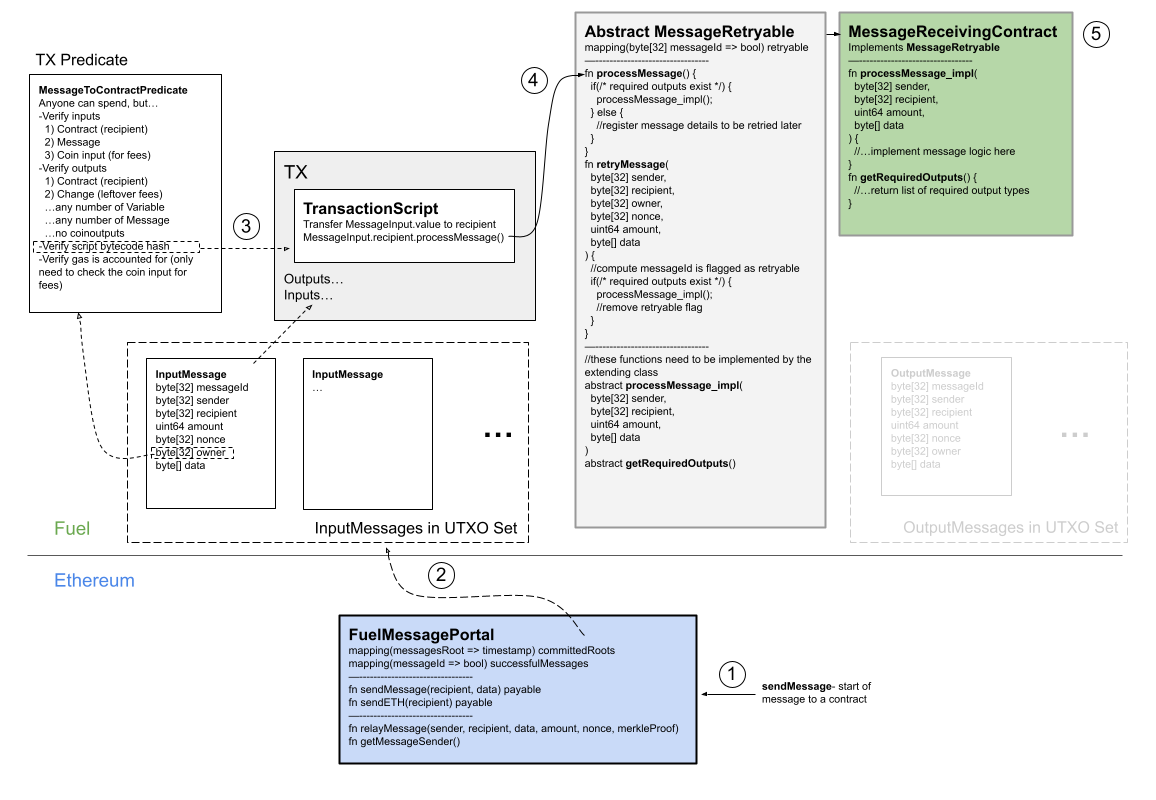 TX Predicate
MessageToContractPredicate
Anyone can spend, but…
-Verify inputs
1) Contract (recipient)
2) Message
3) Coin input (for fees)
-Verify outputs
1) Contract (recipient)
2) Change (leftover fees)
…any number of Variable
…any number of Message
…no coinoutputs
-Verify script bytecode hash
-Verify gas is accounted for (only
need to check the coin input for
fees)
3
TX
TransactionScript
Transfer MessageInput.value to recipient
MessageInput.recipient.processMessage()
Outputs…
Inputs…
4
Abstract MessageRetryable
mapping(byte[32] messageId => bool) retryable
—----------------------------------
fn processMessage() {
if(/* required outputs exist */) {
processMessage_impl();
} else {
//register message details to be retried later
}
}
fn retryMessage(
byte[32] sender,
byte[32] recipient,
byte[32] owner,
byte[32] nonce,
uint64 amount,
byte[] data
) {
//compute messageId is flagged as retryable
if(/* required outputs exist */) {
processMessage_impl();
//remove retryable flag
}
}
—----------------------------------
//these functions need to be implemented by the
extending class
abstract processMessage_impl(
byte[32] sender,
byte[32] recipient,
uint64 amount,
byte[] data
)
abstract getRequiredOutputs()
MessageReceivingContract
Implements MessageRetryable
—----------------------------------
fn processMessage_impl(
byte[32] sender,
byte[32] recipient,
uint64 amount,
byte[] data
) {
//…implement message logic here
}
fn getRequiredOutputs() {
//…return list of required output types
}
5
InputMessage
byte[32] messageId
byte[32] sender
byte[32] recipient
uint64 amount
byte[32] nonce
byte[32] owner
byte[] data
InputMessage
…
…
InputMessages in UTXO Set
OutputMessage
byte[32] messageId
byte[32] sender
byte[32] recipient
uint64 amount
byte[32] nonce
byte[32] owner
byte[] data
…
OutputMessages in UTXO Set
Fuel
Ethereum
2
FuelMessagePortal
mapping(messagesRoot => timestamp) committedRoots
mapping(messageId => bool) successfulMessages
—----------------------------------
fn sendMessage(recipient, data) payable
fn sendETH(recipient) payable
—----------------------------------
fn relayMessage(sender, recipient, data, amount, nonce, merkleProof)
fn getMessageSender()
1
sendMessage- start of
message to a contract